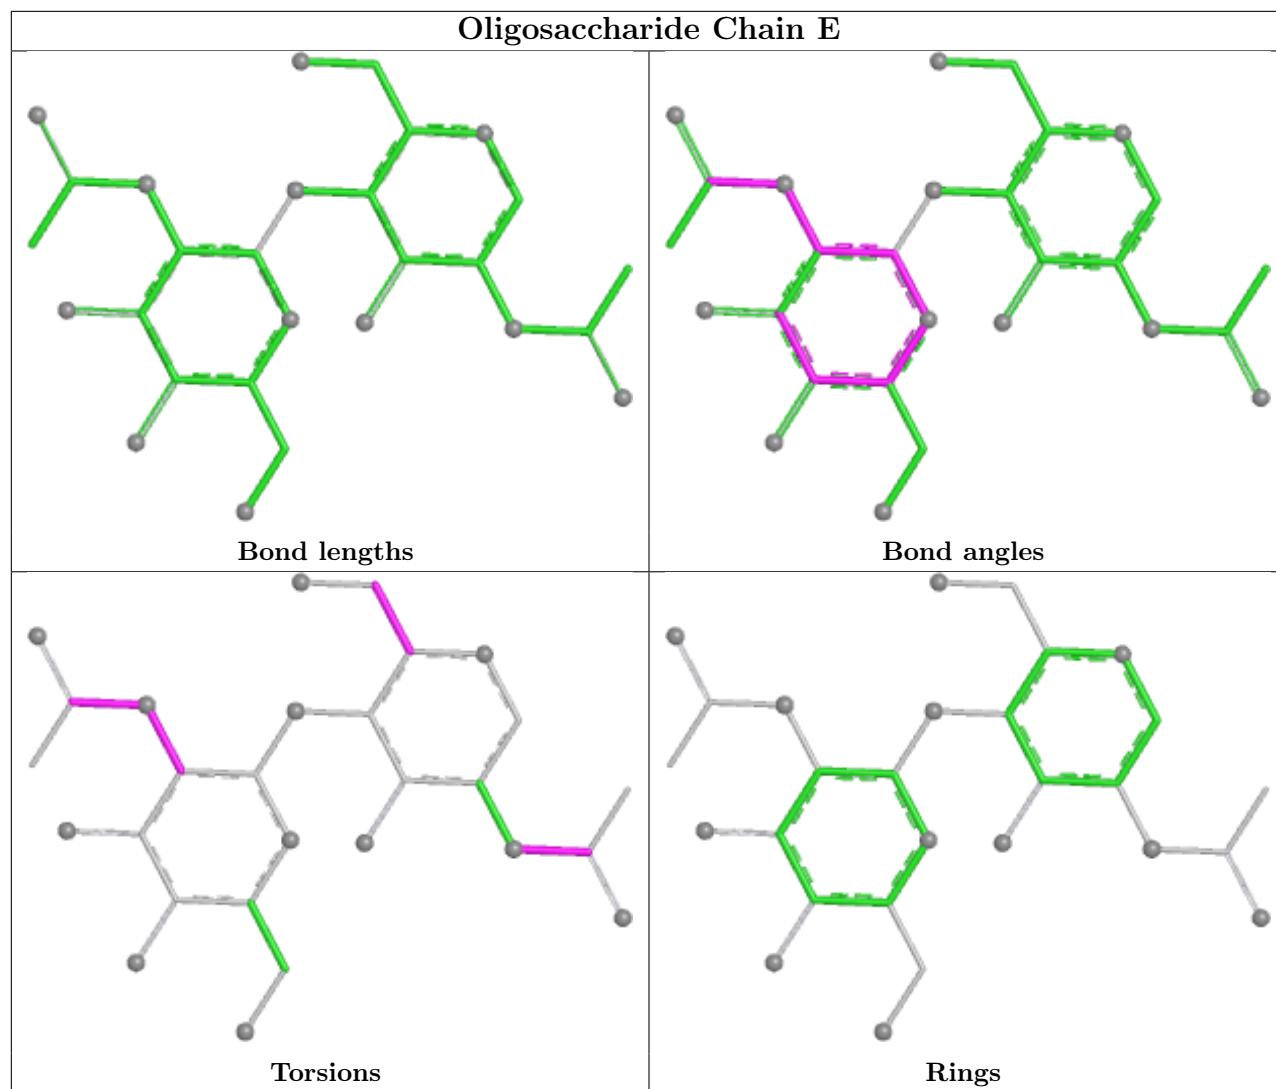 Oligosaccharide Chain E
Bond lengths
Bond angles
Torsions
Rings